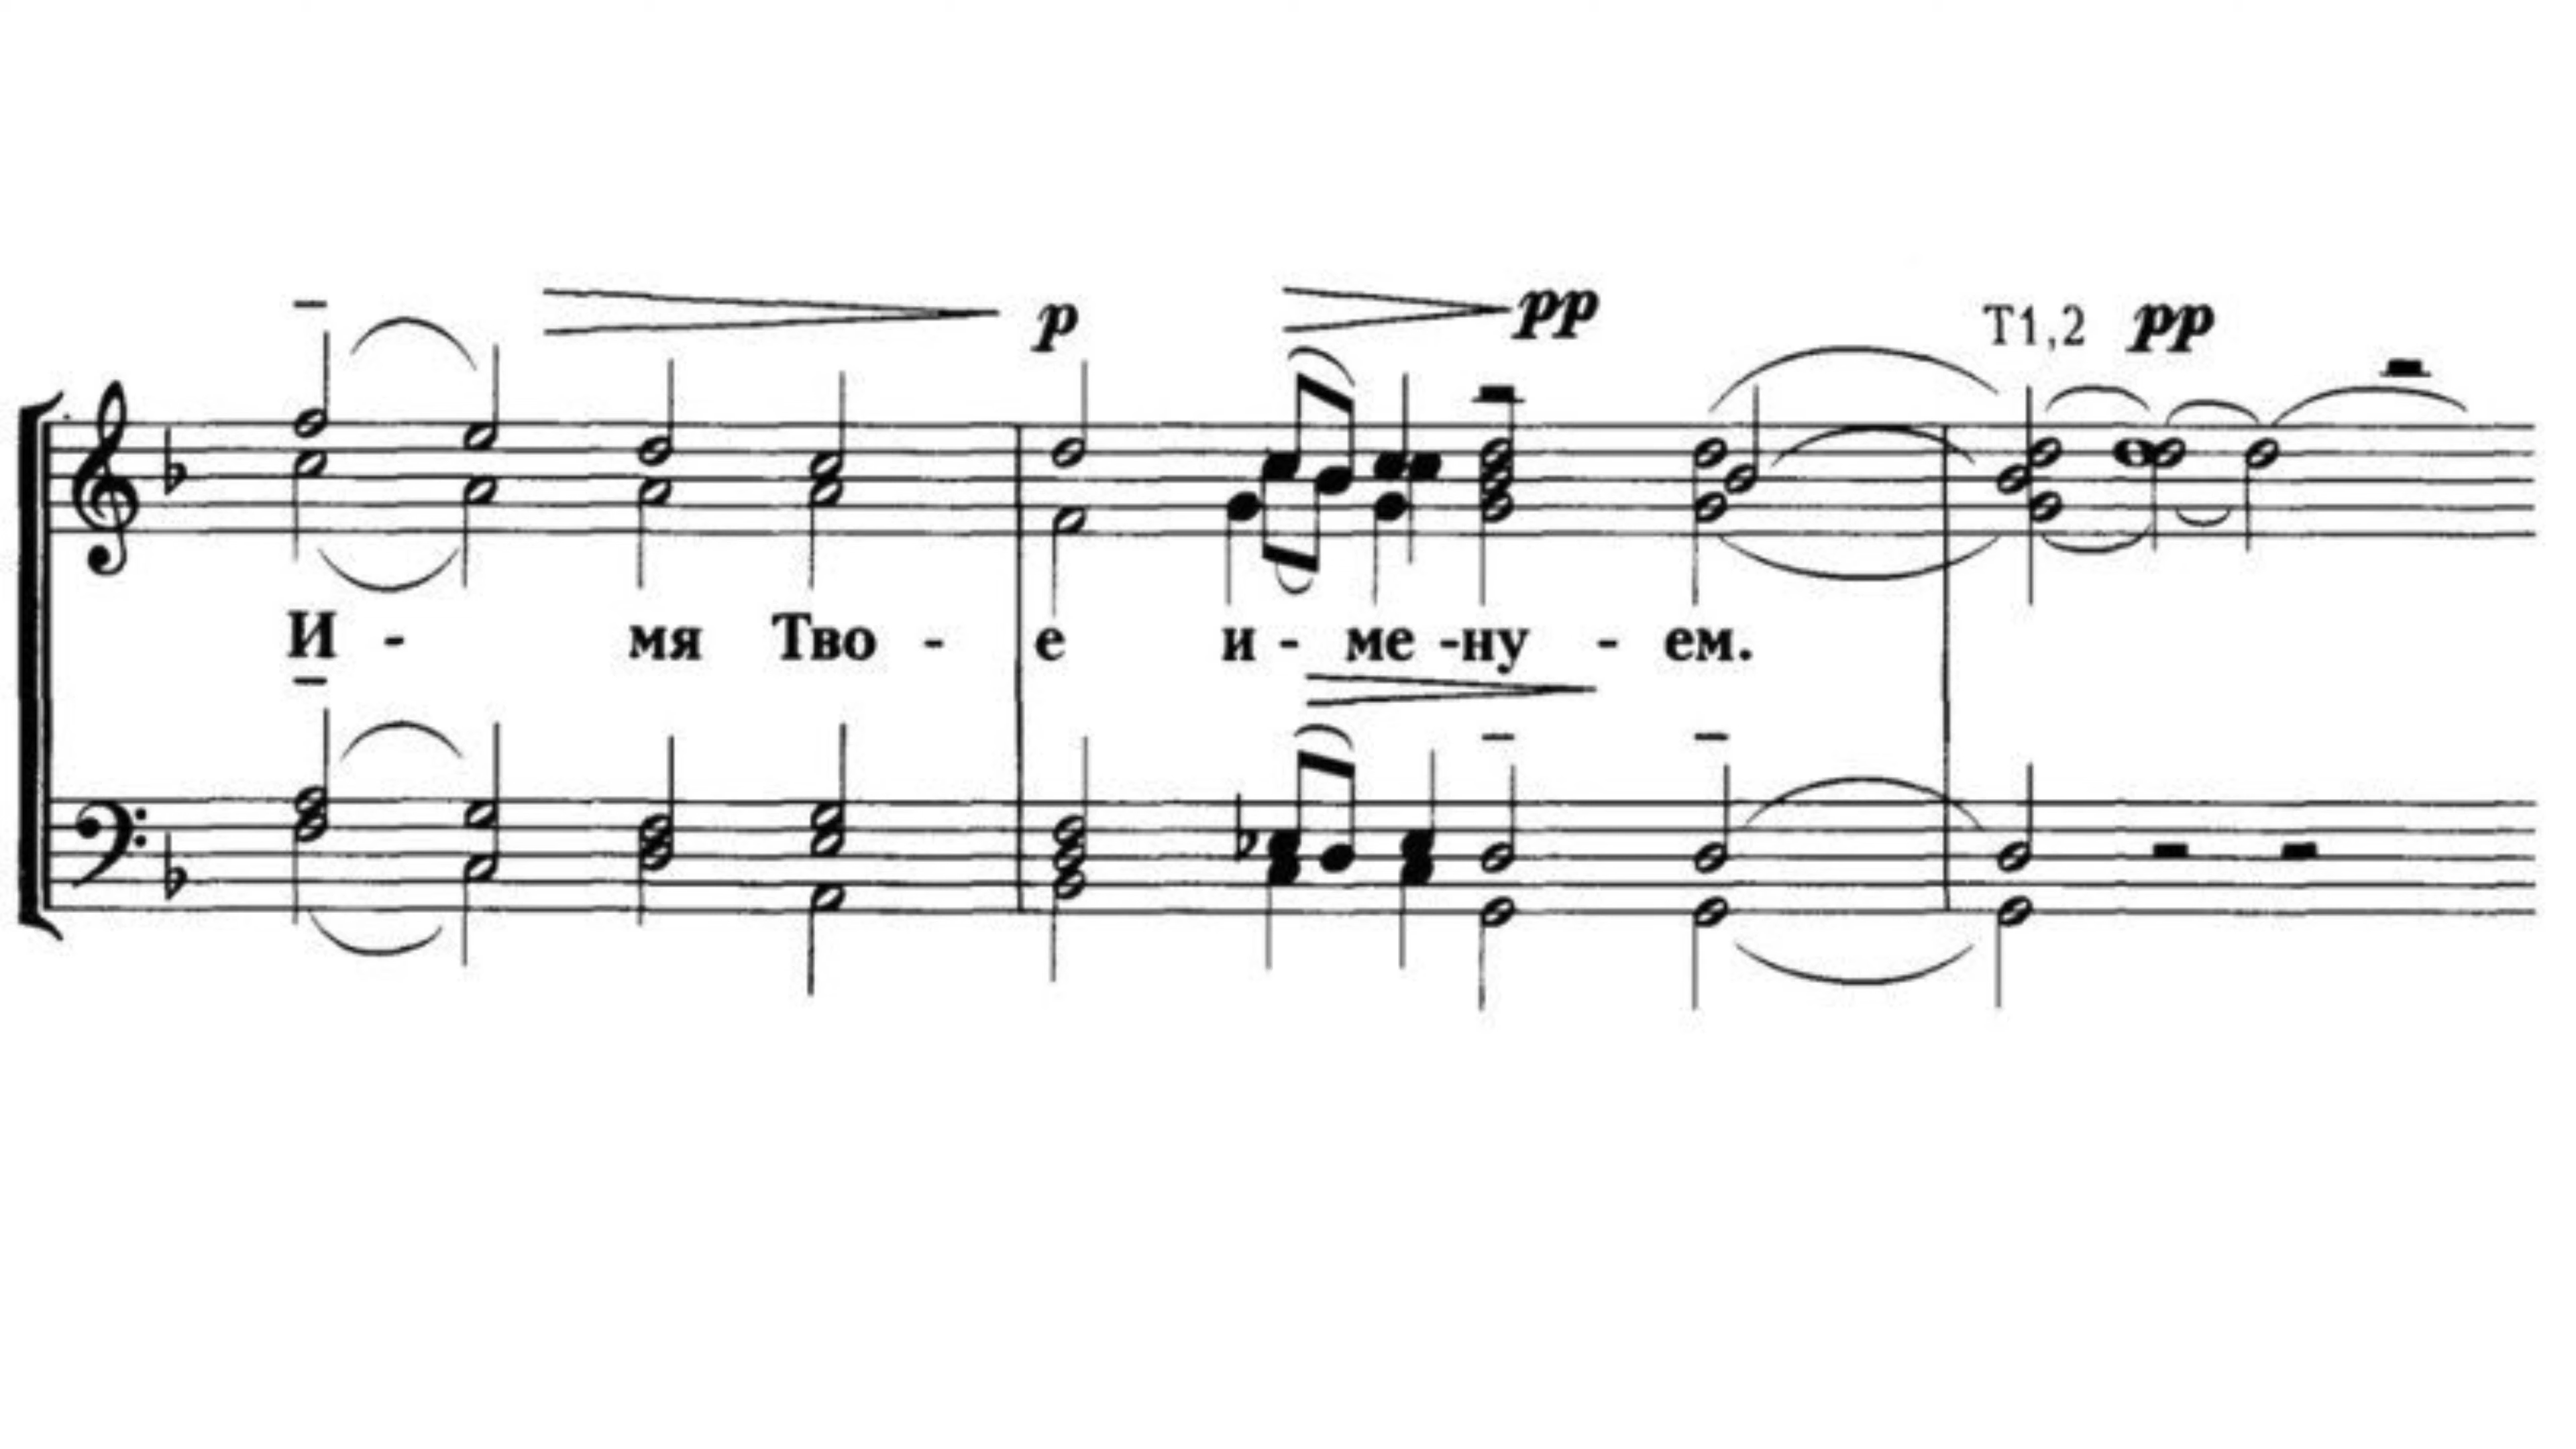 p pp T1,2 pp
И - мя Тво - е и - ме -ну - ем.